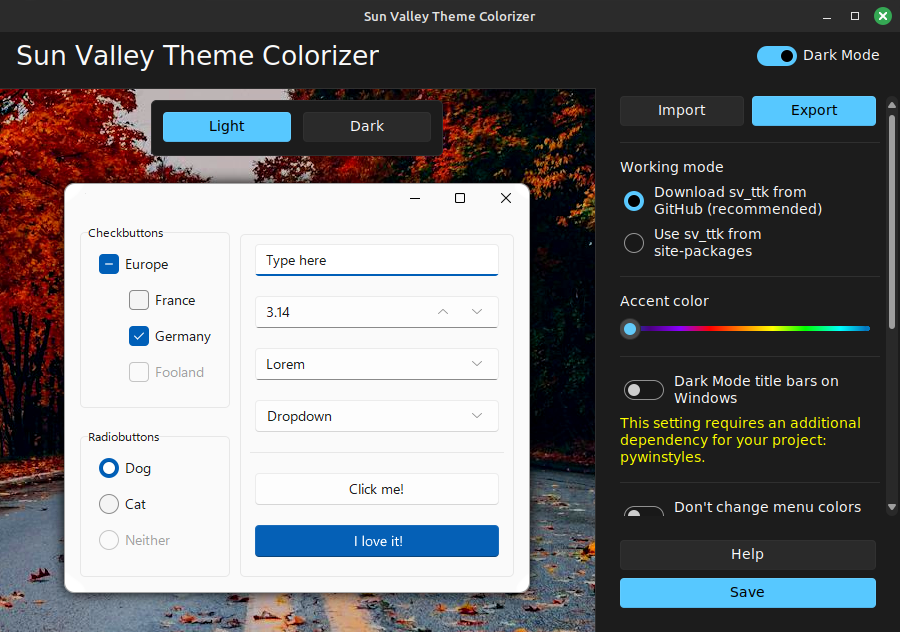 Sun Valley Theme Colorizer
Sun Valley Theme Colorizer
Dark Mode
Light
Dark
Checkbuttons
Europe
France
Germany
Fooland
Radiobuttons
Dog
Cat
Neither
Type here
3.14
Lorem
Dropdown
Click me!
I love it!
Import
Export
Working mode
Download sv_ttk from
GitHub (recommended)
Use sv_ttk from
site-packages
Accent color
Dark Mode title bars on
Windows
This setting requires an additional
dependency for your project:
pywinstyles.
Don't change menu colors
Help
Save